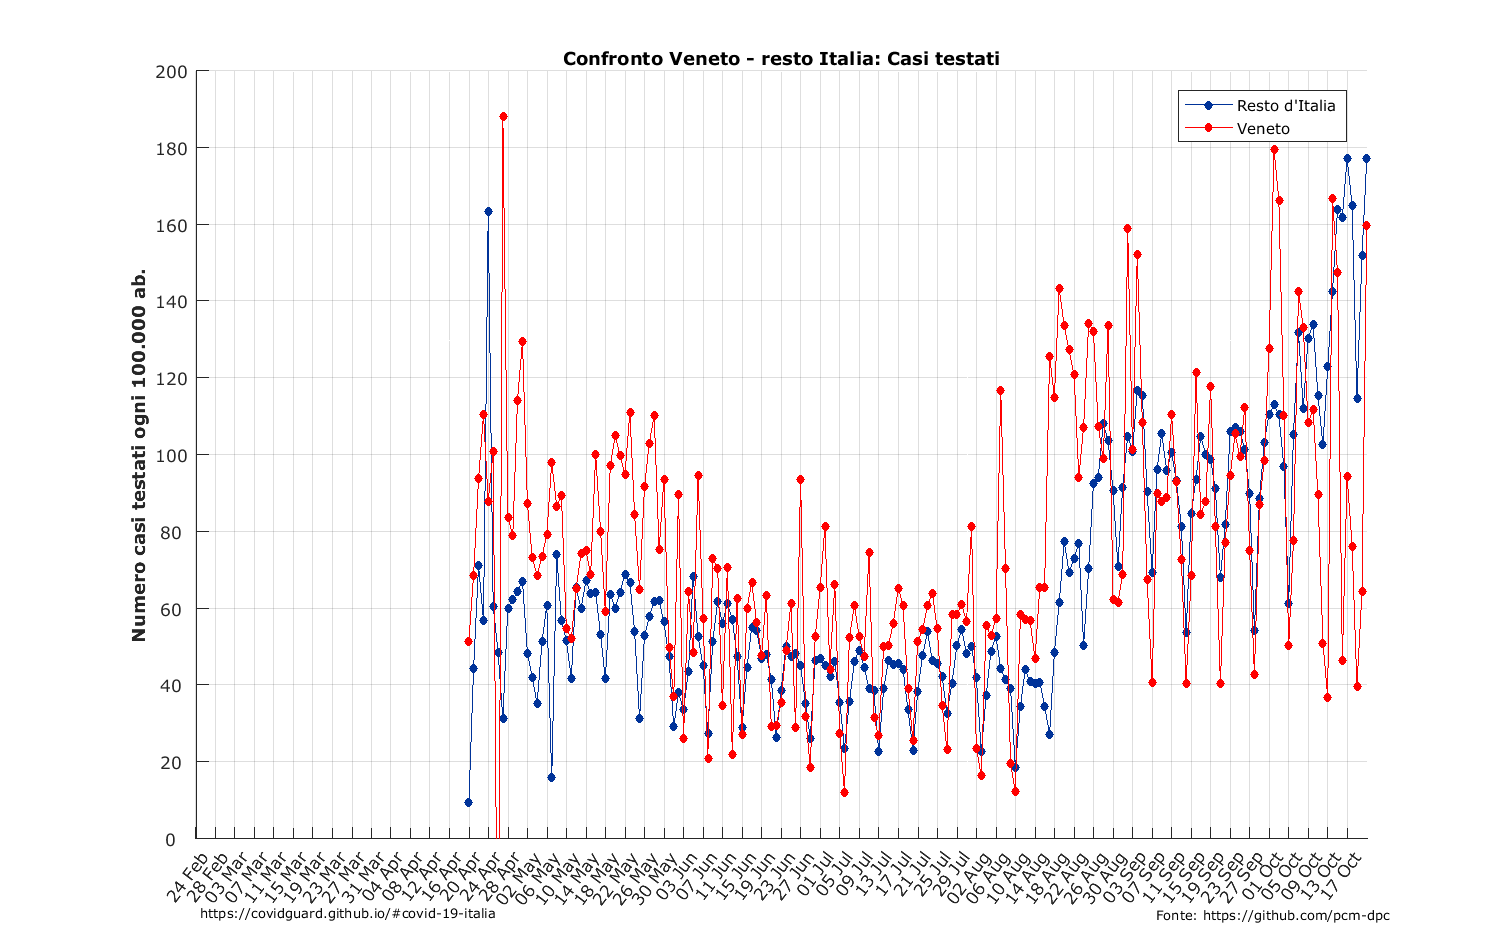 Confronto Veneto - resto Italia: Casi testati
Numero casi testati ogni 100.000 ab.
200
180
160
140
120
100
80
60
40
20
0
Resto d'Italia
Veneto
24 Feb
28 Feb
03 Mar
07 Mar
11 Mar
15 Mar
19 Mar
23 Mar
27 Mar
31 Mar
04 Apr
08 Apr
12 Apr
16 Apr
20 Apr
24 Apr
28 Apr
02 May
06 May
10 May
14 May
18 May
22 May
26 May
30 May
03 Jun
07 Jun
11 Jun
15 Jun
19 Jun
23 Jun
27 Jun
01 Jul
05 Jul
09 Jul
13 Jul
17 Jul
21 Jul
25 Jul
29 Jul
02 Aug
06 Aug
10 Aug
14 Aug
18 Aug
22 Aug
26 Aug
30 Aug
03 Sep
07 Sep
11 Sep
15 Sep
19 Sep
23 Sep
27 Sep
01 Oct
05 Oct
09 Oct
13 Oct
17 Oct
https://covidguard.github.io/#covid-19-italia
Fonte: https://github.com/pcm-dpc